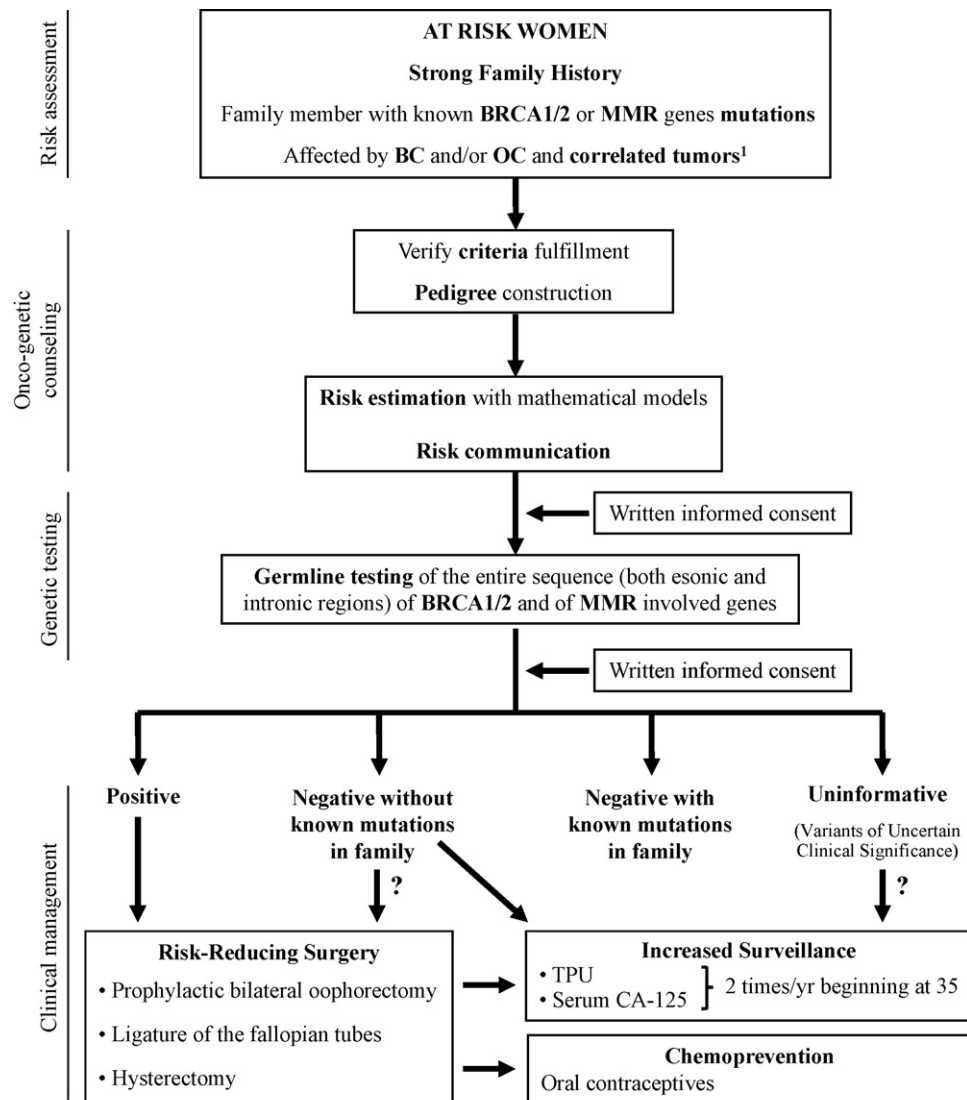 Risk assessment
AT RISK WOMEN
Strong Family History
Family member with known BRCA1/2 or MMR genes mutations
Affected by BC and/or OC and correlated tumors¹
Onco-genetic
counseling
Verify criteria fulfillment
Pedigree construction
Risk estimation with mathematical models
Risk communication
Genetic testing
Written informed consent
Germline testing of the entire sequence (both esonic and
intronic regions) of BRCA1/2 and of MMR involved genes
Written informed consent
Clinical management
Positive
Negative without
known mutations
in family
?
Negative with
known mutations
in family
Uninformative
(Variants of Uncertain
Clinical Significance)
?
Risk-Reducing Surgery
• Prophylactic bilateral oophorectomy
• Ligature of the fallopian tubes
• Hysterectomy
Increased Surveillance
• TPU
• Serum CA-125
2 times/yr beginning at 35
Chemoprevention
Oral contraceptives